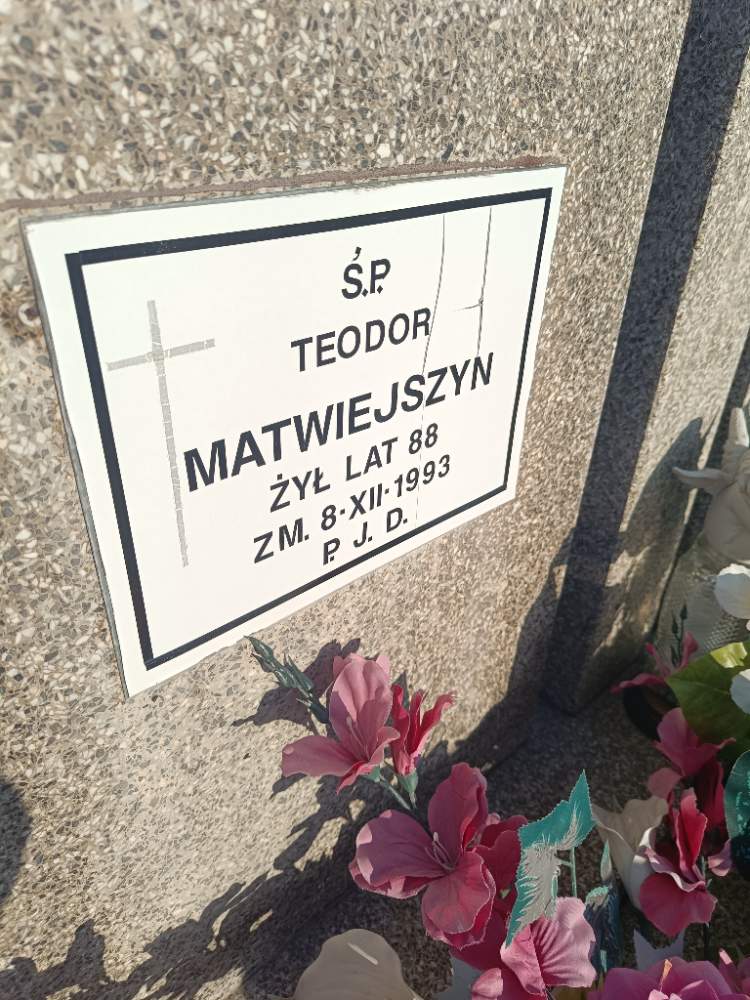 Ś.P.
TEODOR
MATWIEJSZYN
ŻYŁ LAT 88
ZM. 8-XII-1993
P. J. D.